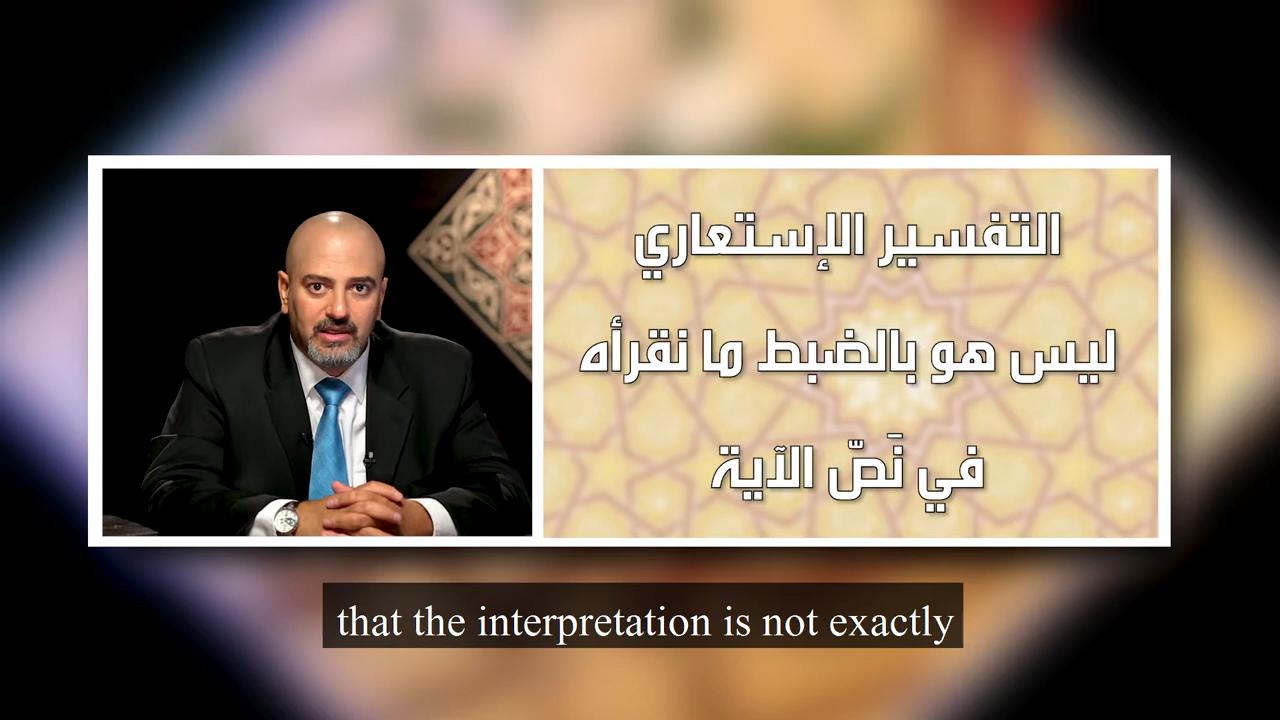 التفسير الإستعاري
ليس هو بالضبط ما نقرأه
في نَصّ الآية
that the interpretation is not exactly